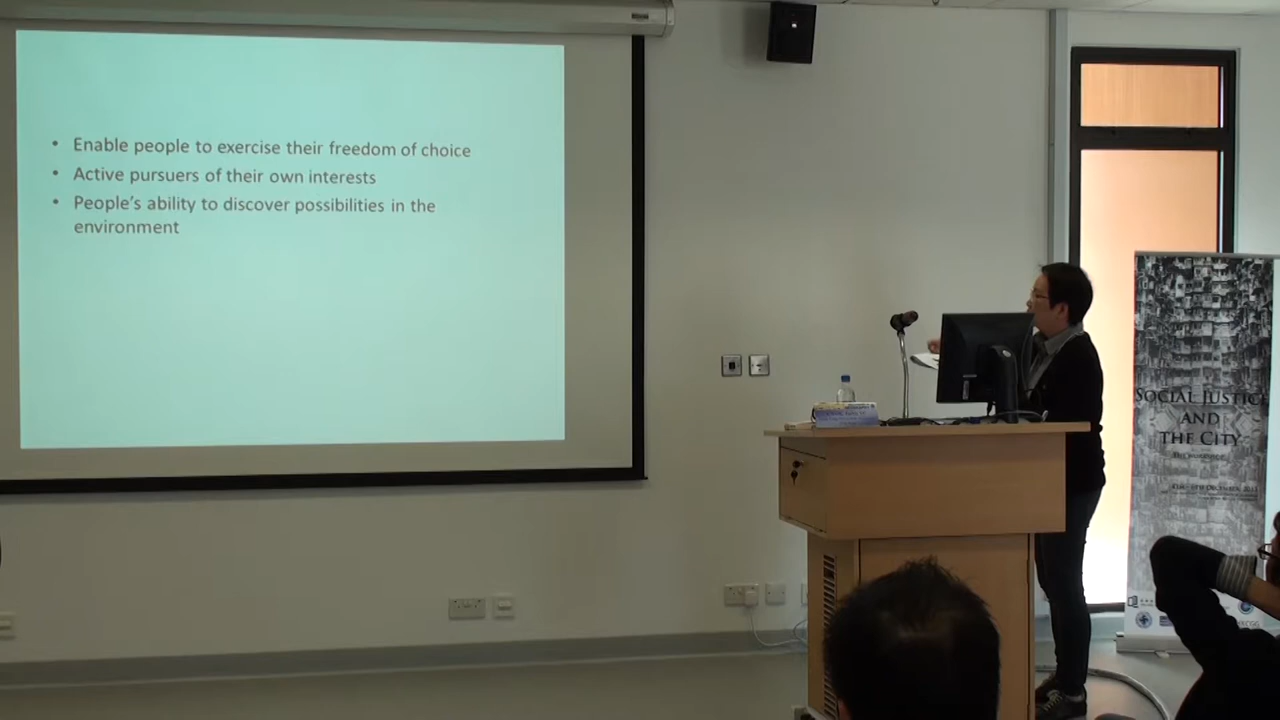 • Enable people to exercise their freedom of choice
• Active pursuers of their own interests
• People's ability to discover possibilities in the
environment
SOCIAL JUSTICE
AND
THE CITY